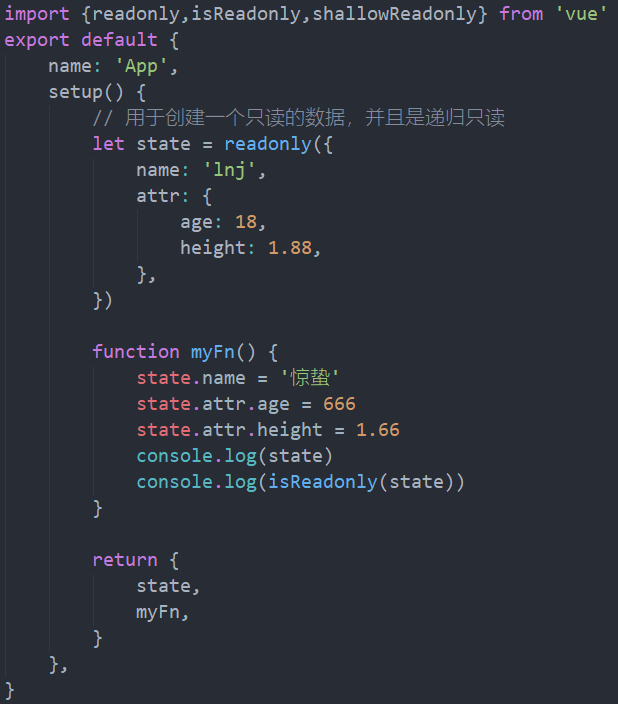 import {readonly,isReadonly,shallowReadonly} from 'vue'
export default {
    name: 'App',
    setup() {
        // 用于创建一个只读的数据，并且是递归只读
        let state = readonly({
            name: 'lnj',
            attr: {
                age: 18,
                height: 1.88,
            },
        })

        function myFn() {
            state.name = '惊蛰'
            state.attr.age = 666
            state.attr.height = 1.66
            console.log(state)
            console.log(isReadonly(state))
        }

        return {
            state,
            myFn,
        }
    },
}